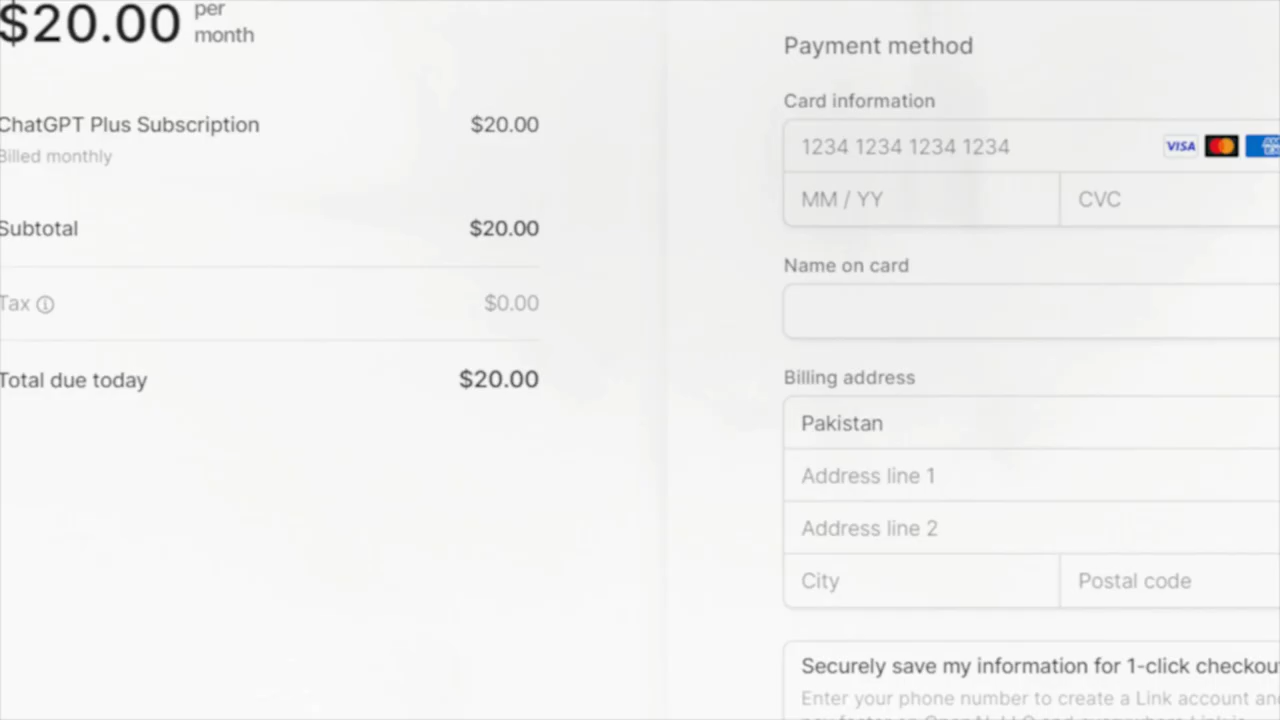 $20.00 per
month
ChatGPT Plus Subscription $20.00
Billed monthly
Subtotal $20.00
Tax $0.00
Total due today $20.00
Payment method
Card information
1234 1234 1234 1234 VISA
MM / YY CVC
Name on card
Billing address
Pakistan
Address line 1
Address line 2
City Postal code
Securely save my information for 1-click checkou
Enter your phone number to create a Link account an